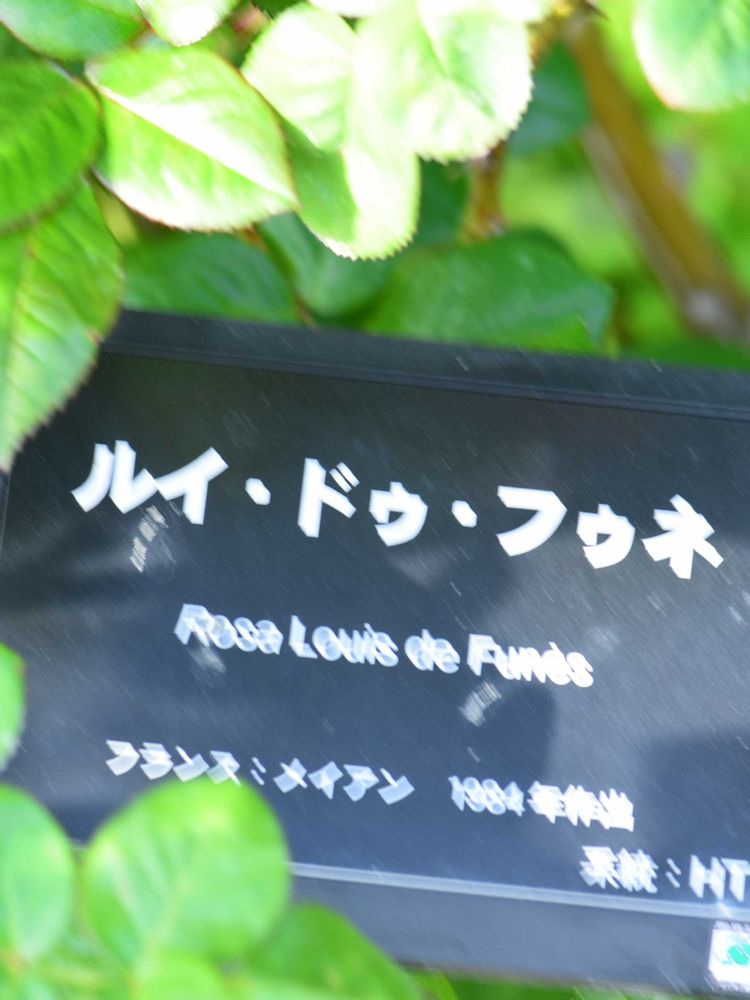 ルイ・ドゥ・フゥネ
Rosa Louis de Funès
フランス：メイアン 1984年作出
系統：HT